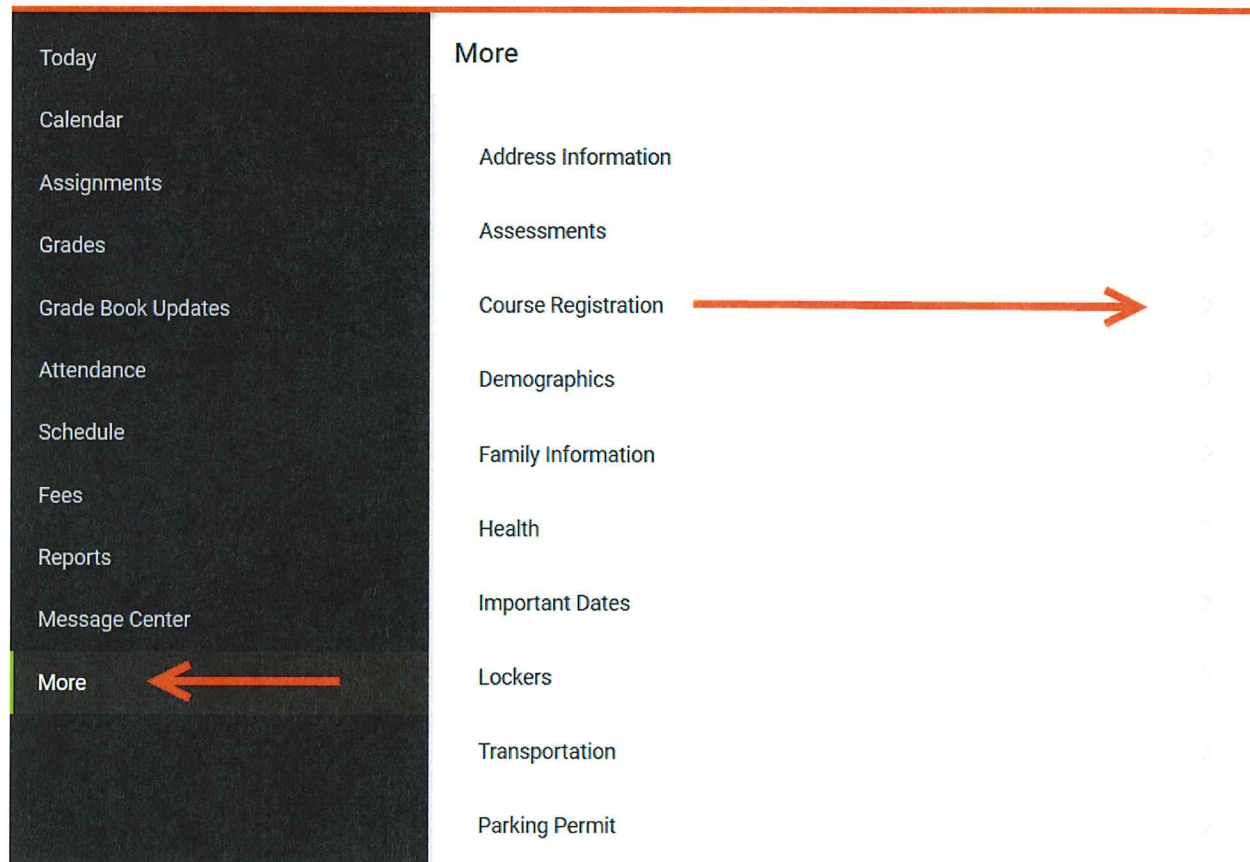 Today
Calendar
Assignments
Grades
Grade Book Updates
Attendance
Schedule
Fees
Reports
Message Center
More
More
Address Information
Assessments
Course Registration
Demographics
Family Information
Health
Important Dates
Lockers
Transportation
Parking Permit